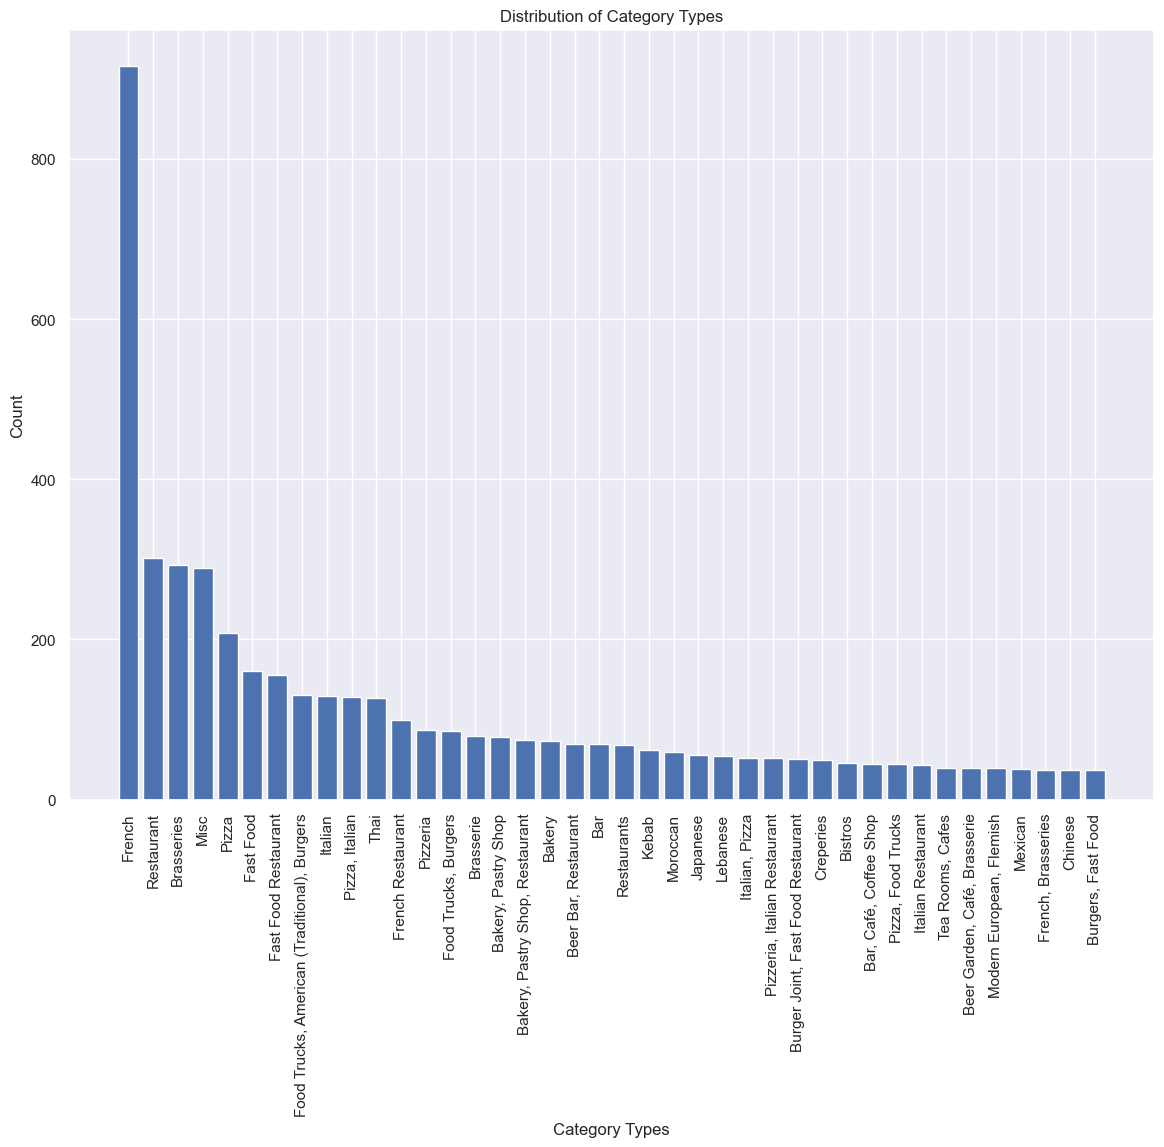 Distribution of Category Types
Count
800
600
400
200
0
French
Restaurant
Brasseries
Misc
Pizza
Fast Food
Fast Food Restaurant
Food Trucks, American (Traditional), Burgers
Italian
Pizza, Italian
Thai
French Restaurant
Pizzeria
Food Trucks, Burgers
Brasserie
Bakery, Pastry Shop
Bakery, Pastry Shop, Restaurant
Bakery
Beer Bar, Restaurant
Bar
Restaurants
Kebab
Moroccan
Japanese
Lebanese
Italian, Pizza
Pizzeria, Italian Restaurant
Burger Joint, Fast Food Restaurant
Creperies
Bistros
Bar, Café, Coffee Shop
Pizza, Food Trucks
Italian Restaurant
Tea Rooms, Cafes
Beer Garden, Café, Brasserie
Modern European, Flemish
Mexican
French, Brasseries
Chinese
Burgers, Fast Food
Category Types